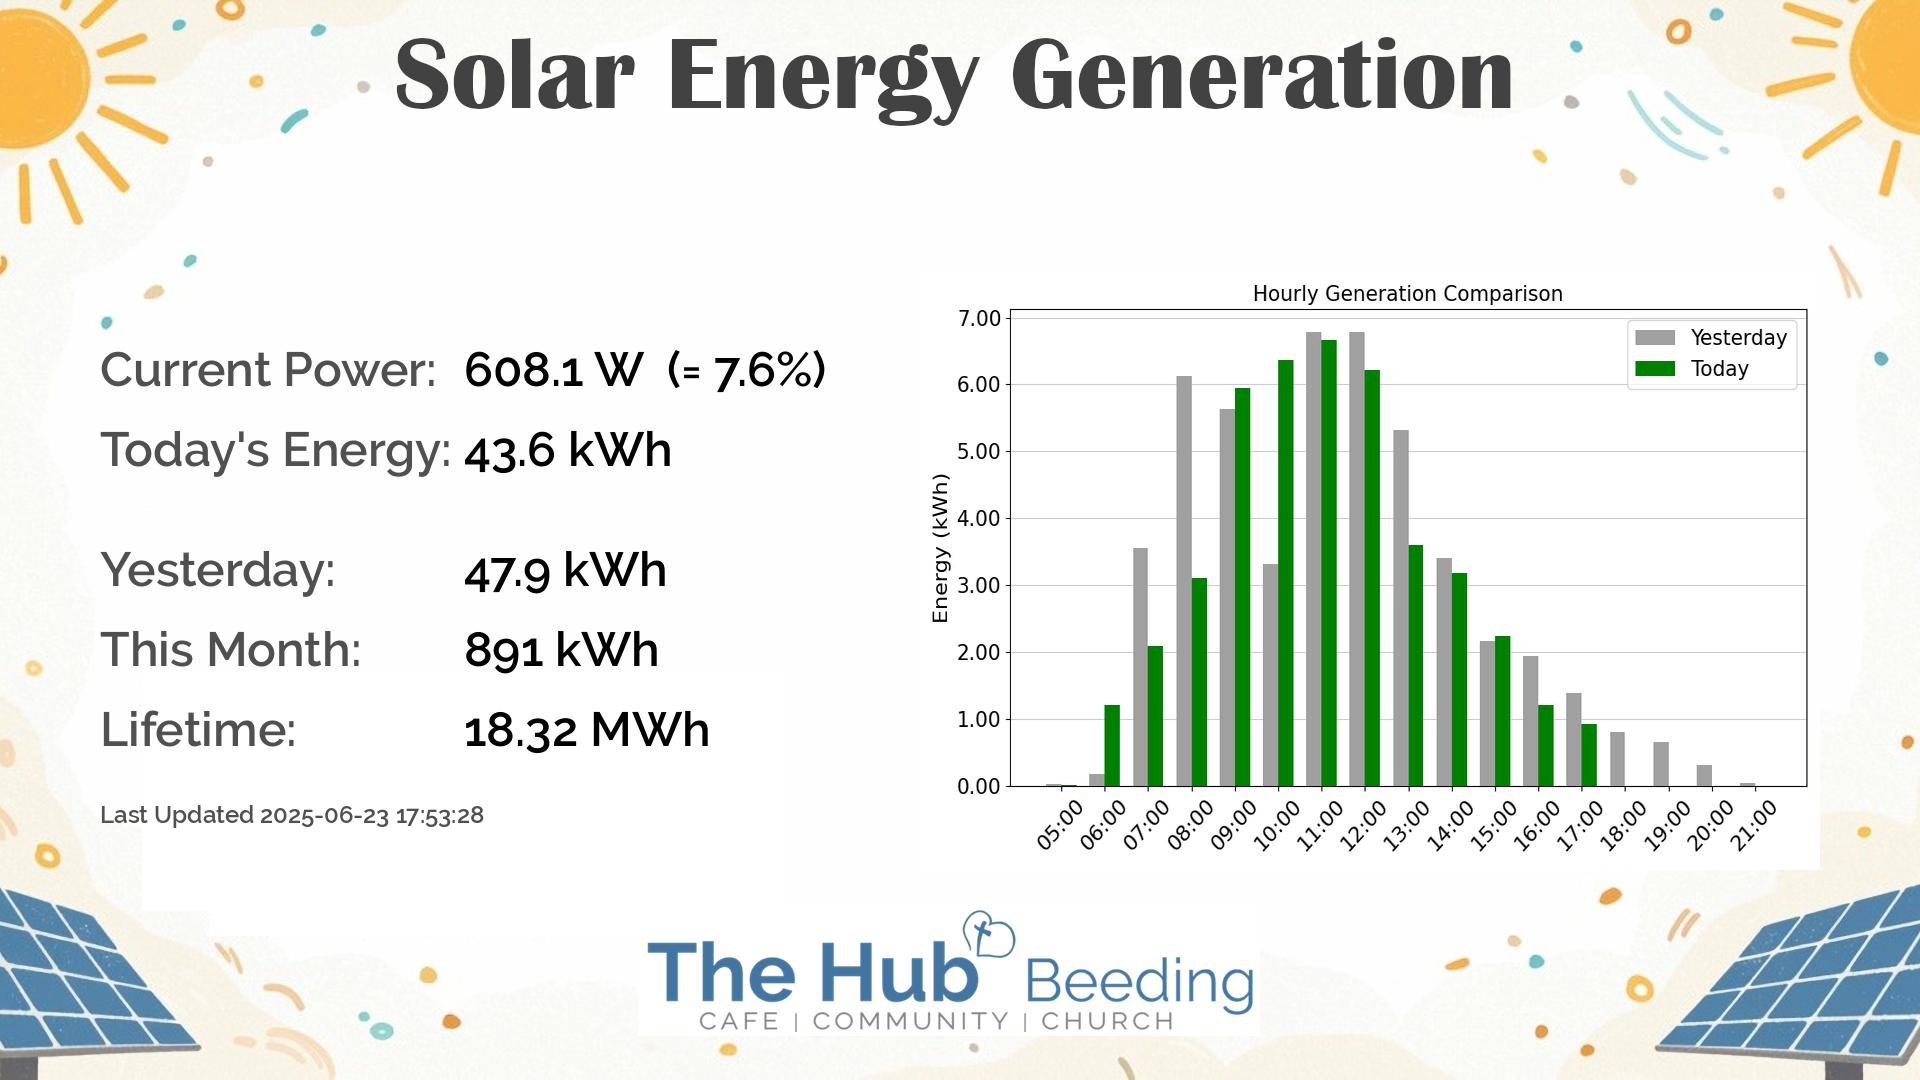 Solar Energy Generation
Current Power: 608.1 W (= 7.6%)
Today's Energy: 43.6 kWh
Yesterday: 47.9 kWh
This Month: 891 kWh
Lifetime: 18.32 MWh
Last Updated 2025-06-23 17:53:28
Hourly Generation Comparison
Yesterday
Today
Energy (kWh)
7.00
6.00
5.00
4.00
3.00
2.00
1.00
0.00
05:00 06:00 07:00 08:00 09:00 10:00 11:00 12:00 13:00 14:00 15:00 16:00 17:00 18:00 19:00 20:00 21:00
The Hub Beeding
CAFE | COMMUNITY | CHURCH